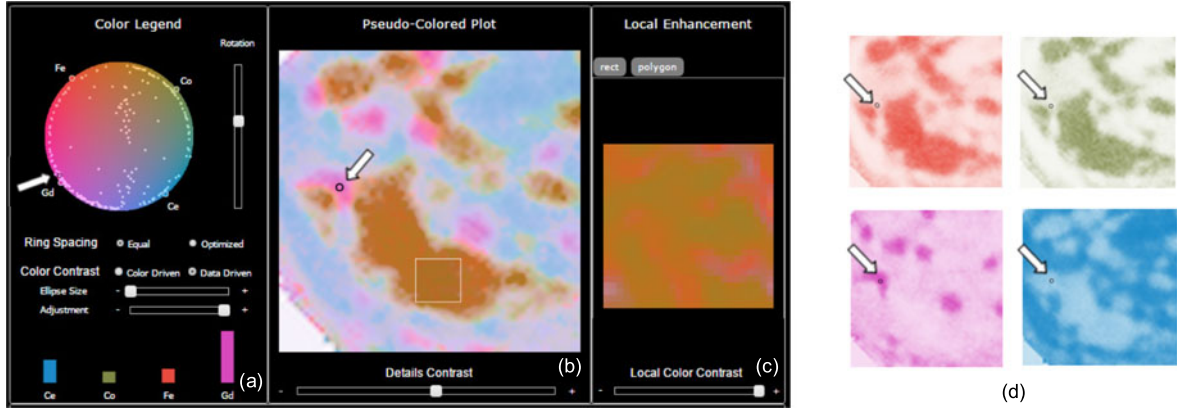 Color Legend
Rotation
Fe
Co
Gd
Ce
Ring Spacing
Equal
Optimized
Color Contrast
Color Driven
Data Driven
Ellipse Size
- +
Adjustment
- +
Ce
Co
Fe
Gd
(a)
Pseudo-Colored Plot
(b)
Details Contrast
- +
Local Enhancement
rect
polygon
(c)
Local Color Contrast
- +
(d)